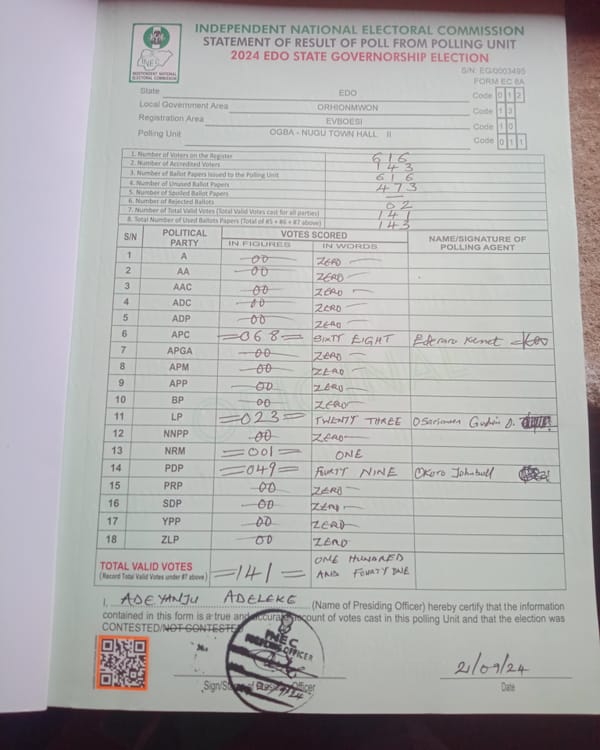 INDEPENDENT NATIONAL ELECTORAL COMMISSION
STATEMENT OF RESULT OF POLL FROM POLLING UNIT
2024 EDO STATE GOVERNORSHIP ELECTION
INEC
INDEPENDENT NATIONAL ELECTORAL COMMISSION
S/N: EG/0003495
FORM EC 8A
State EDO Code 0 1 2
Local Government Area ORHIONMWON Code 1 3
Registration Area EVBOESI Code 1 0
Polling Unit OGBA - NUGU TOWN HALL II Code 0 1 1
1. Number of Voters on the Register 616
2. Number of Accredited Voters 143
3. Number of Ballot Papers Issued to the Polling Unit 616
4. Number of Unused Ballot Papers 473
5. Number of Spoiled Ballot Papers —
6. Number of Rejected Ballots 02
7. Number of Total Valid Votes (Total Valid Votes cast for all parties) 141
8. Total Number of Used Ballots Papers (Total of #5 + #6 + #7 above) 143
S/N POLITICAL PARTY VOTES SCORED NAME/SIGNATURE OF POLLING AGENT
IN FIGURES IN WORDS
1 A 00 ZERO
2 AA 00 ZERO
3 AAC 00 ZERO
4 ADC 00 ZERO
5 ADP 00 ZERO
6 APC =068= SIXTY EIGHT
7 APGA 00 ZERO
8 APM 00 ZERO
9 APP 00 ZERO
10 BP 00 ZERO
11 LP =023= TWENTY THREE
12 NNPP 00 ZERO
13 NRM =001= ONE
14 PDP =049= FOURTY NINE Okoro Johnbull
15 PRP 00 ZERO
16 SDP 00 ZERO
17 YPP 00 ZERO
18 ZLP 00 ZERO
TOTAL VALID VOTES =141= ONE HUNDRED
(Record Total Valid Votes under #7 above) AND FOURTY ONE
I, ADEYANJU ADELEKE (Name of Presiding Officer) hereby certify that the information
contained in this form is a true and accurate account of votes cast in this polling Unit and that the election was
CONTESTED/NOT CONTESTED
INEC
PRESIDING OFFICER
21/09/24
Sign/Stamp of Presiding Officer Date